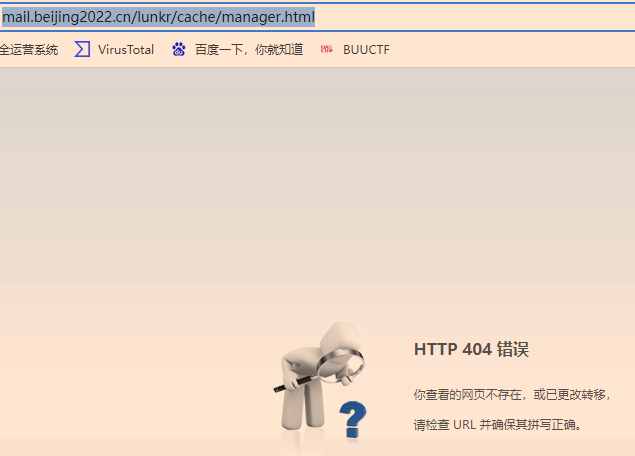 mail.beijing2022.cn/lunkr/cache/manager.html
全运营系统 VirusTotal 百度一下，你就知道 BUUCTF
HTTP 404 错误
你查看的网页不存在，或已更改转移，
请检查 URL 并确保其拼写正确。